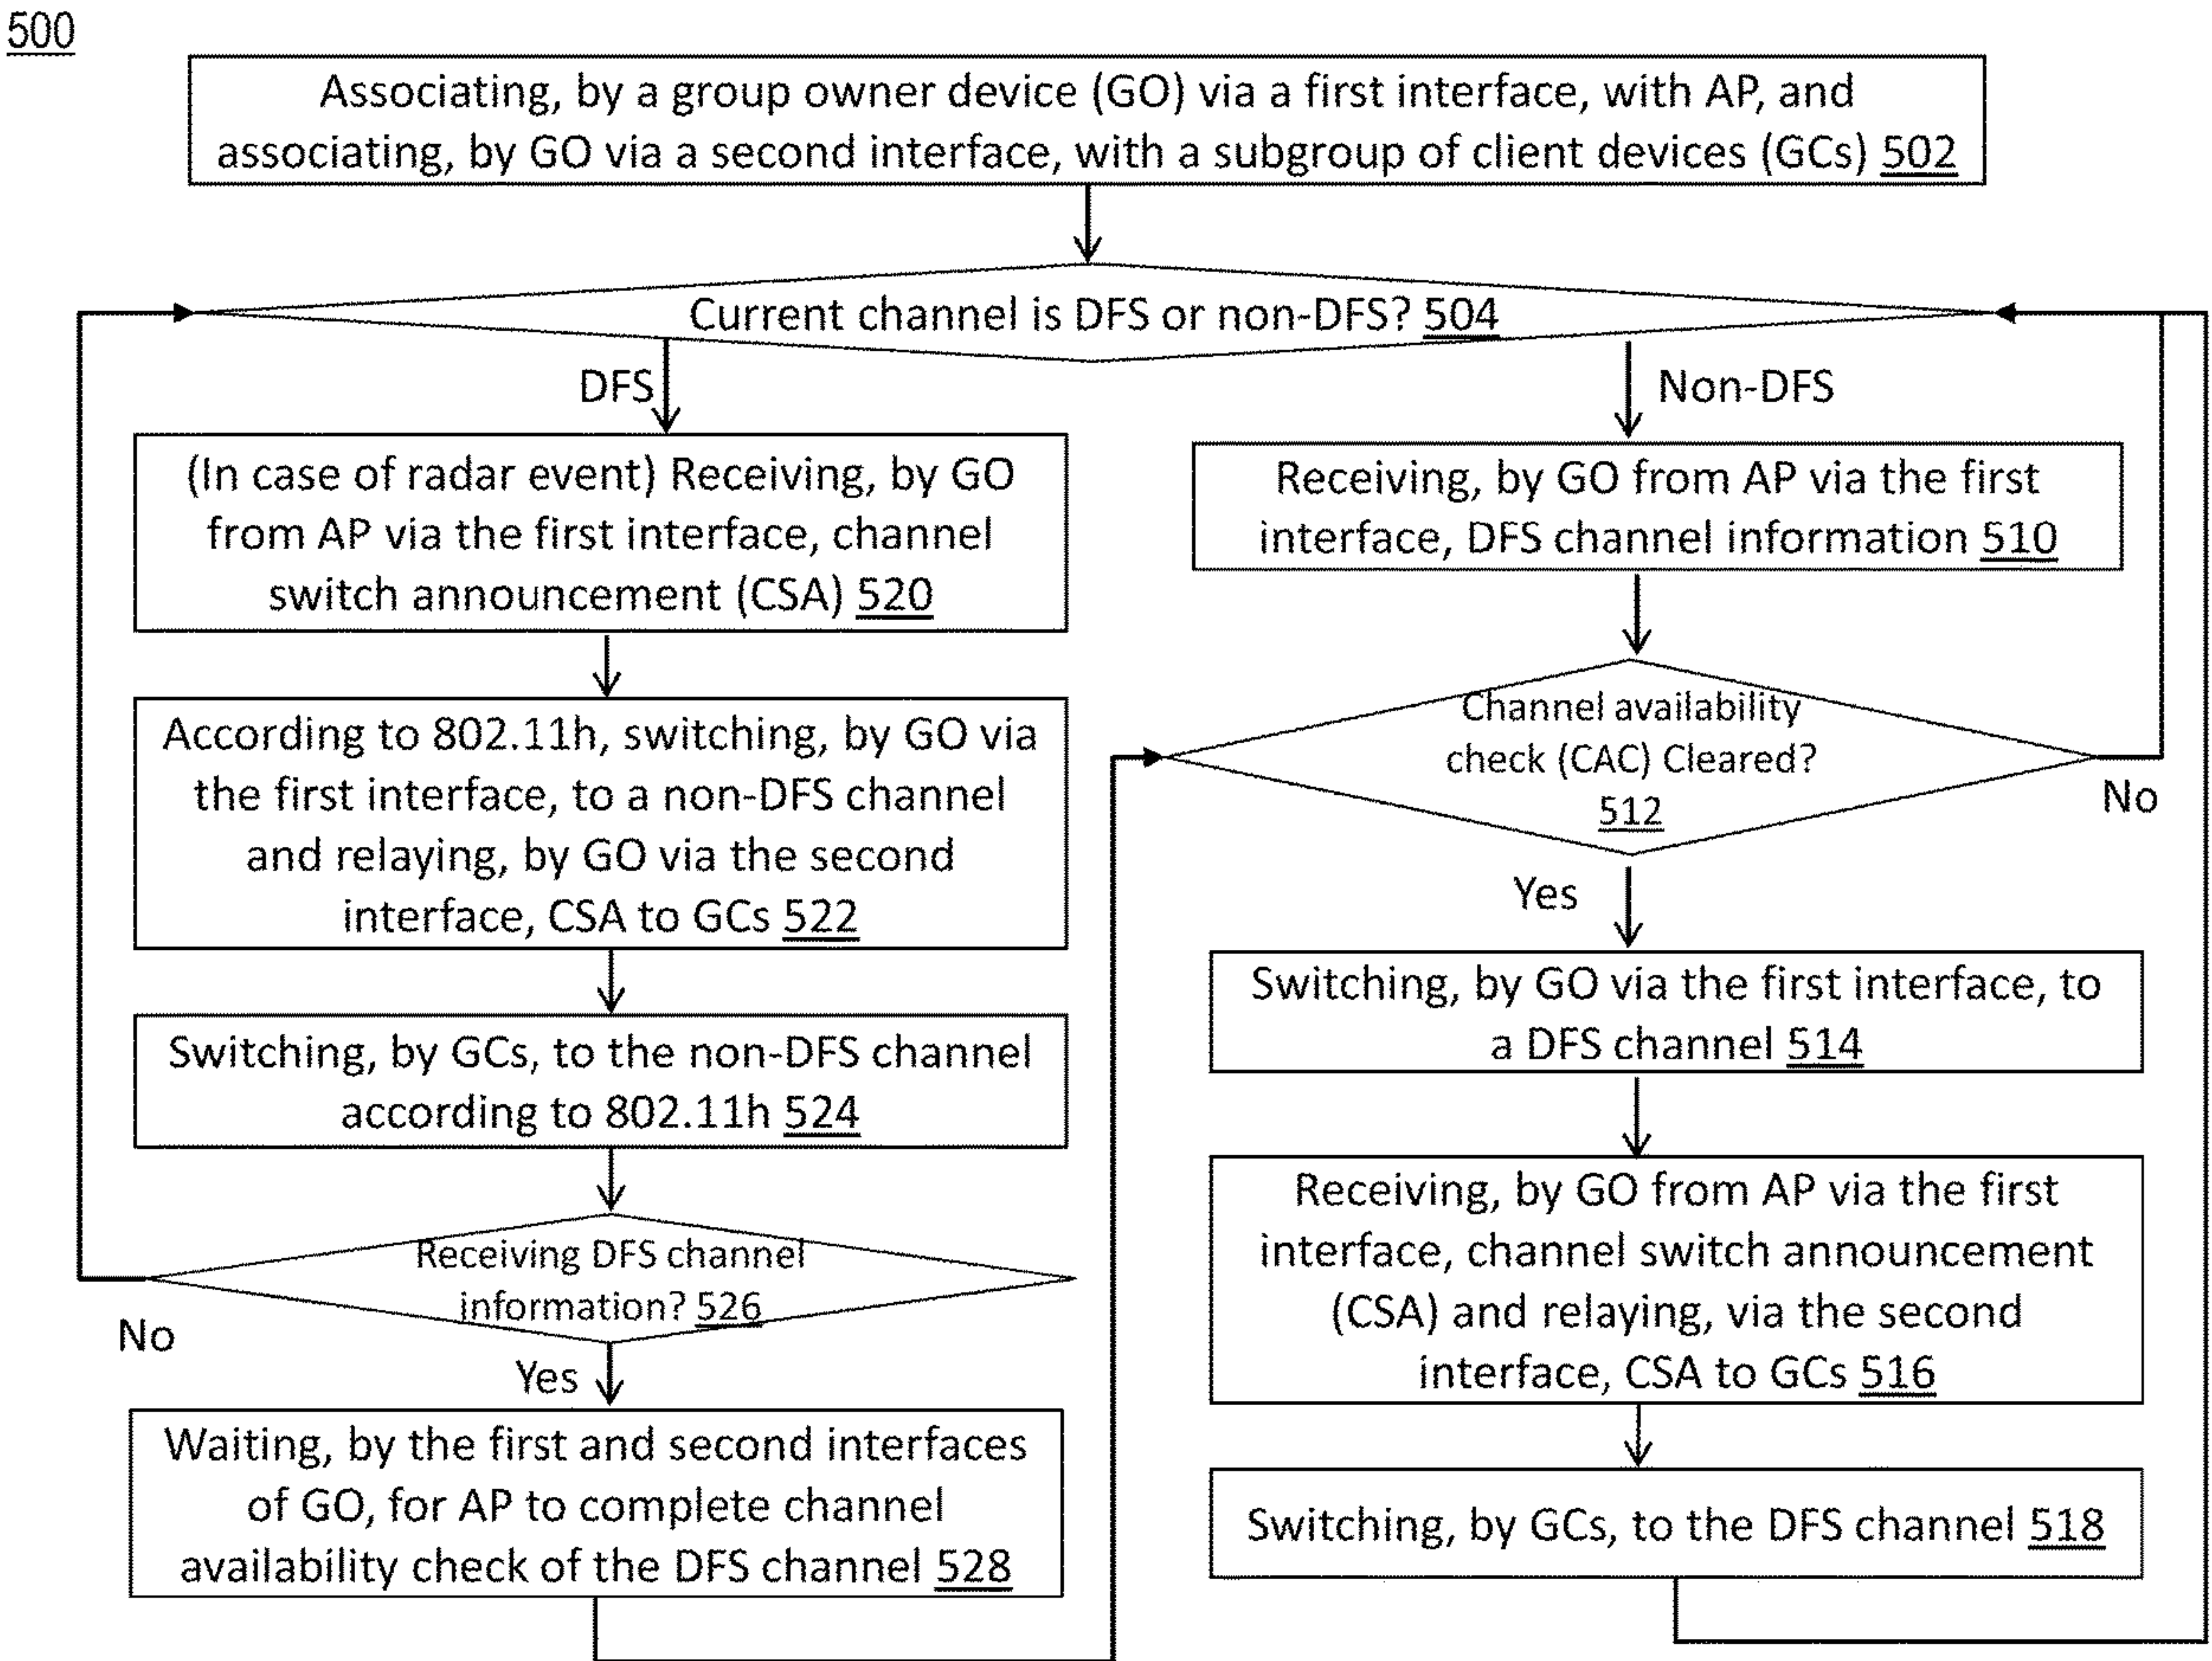 500
Associating, by a group owner device (GO) via a first interface, with AP, and
associating, by GO via a second interface, with a subgroup of client devices (GCs) 502
Current channel is DFS or non-DFS? 504
DFS
(In case of radar event) Receiving, by GO
from AP via the first interface, channel
switch announcement (CSA) 520
According to 802.11h, switching, by GO via
the first interface, to a non-DFS channel
and relaying, by GO via the second
interface, CSA to GCs 522
Switching, by GCs, to the non-DFS channel
according to 802.11h 524
Receiving DFS channel
information? 526
No
Yes
Waiting, by the first and second interfaces
of GO, for AP to complete channel
availability check of the DFS channel 528
Non-DFS
Receiving, by GO from AP via the first
interface, DFS channel information 510
Channel availability
check (CAC) Cleared?
512
No
Yes
Switching, by GO via the first interface, to
a DFS channel 514
Receiving, by GO from AP via the first
interface, channel switch announcement
(CSA) and relaying, via the second
interface, CSA to GCs 516
Switching, by GCs, to the DFS channel 518